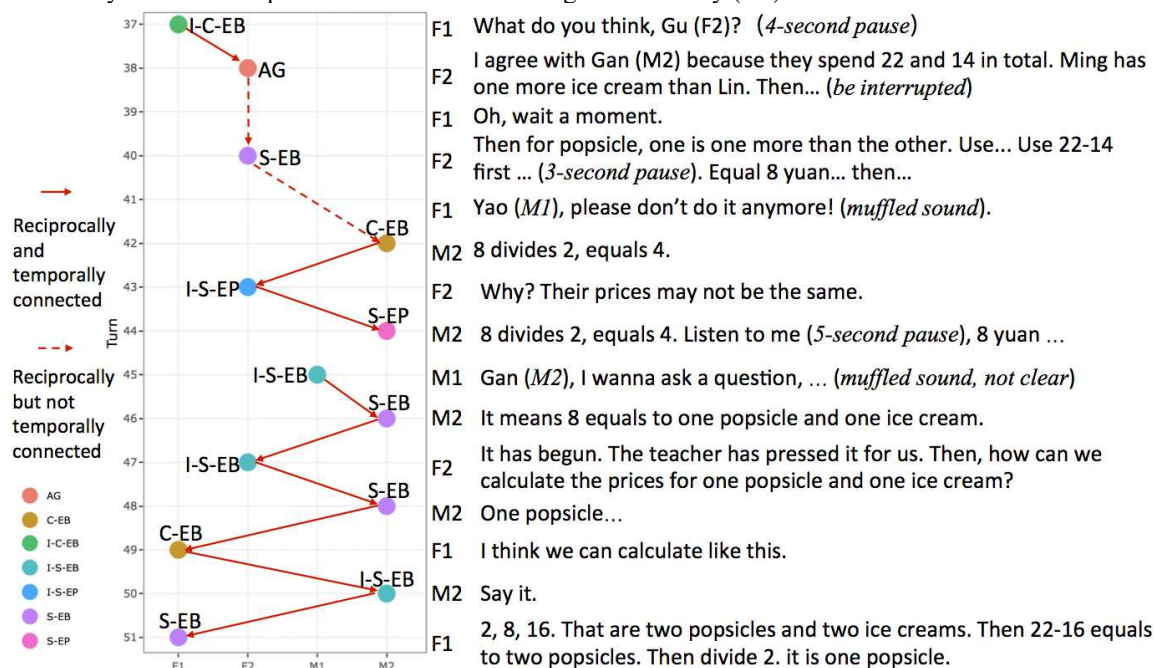 37
I-C-EB
F1 What do you think, Gu (F2)? (4-second pause)
38
AG
F2 I agree with Gan (M2) because they spend 22 and 14 in total. Ming has
one more ice cream than Lin. Then… (be interrupted)
39
F1 Oh, wait a moment.
40
S-EB
F2 Then for popsicle, one is one more than the other. Use... Use 22-14
first ... (3-second pause). Equal 8 yuan... then...
41
F1 Yao (M1), please don't do it anymore! (muffled sound).
42
C-EB
M2 8 divides 2, equals 4.
43
I-S-EP
F2 Why? Their prices may not be the same.
44
S-EP
M2 8 divides 2, equals 4. Listen to me (5-second pause), 8 yuan …
45
I-S-EB
M1 Gan (M2), I wanna ask a question, … (muffled sound, not clear)
46
S-EB
M2 It means 8 equals to one popsicle and one ice cream.
47
I-S-EB
F2 It has begun. The teacher has pressed it for us. Then, how can we
calculate the prices for one popsicle and one ice cream?
48
S-EB
M2 One popsicle…
49
C-EB
F1 I think we can calculate like this.
50
I-S-EB
M2 Say it.
51
S-EB
F1 2, 8, 16. That are two popsicles and two ice creams. Then 22-16 equals
to two popsicles. Then divide 2. it is one popsicle.
F1 F2 M1 M2
Turn
Reciprocally
and
temporally
connected
Reciprocally
but not
temporally
connected
AG
C-EB
I-C-EB
I-S-EB
I-S-EP
S-EB
S-EP